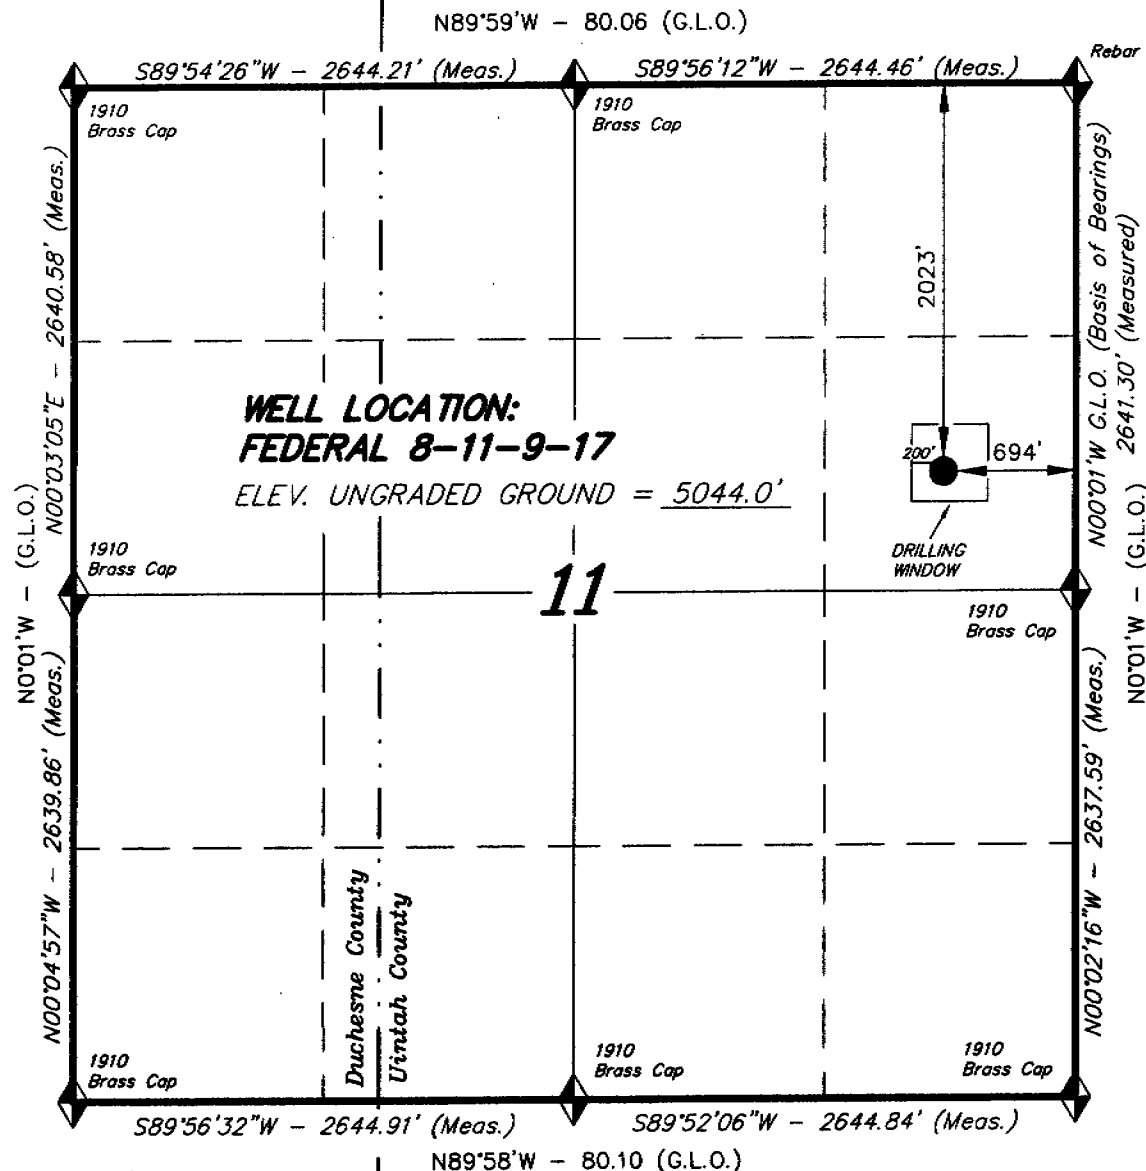 N89°59'W - 80.06 (G.L.O.)
S89°54'26"W - 2644.21' (Meas.)
S89°56'12"W - 2644.46' (Meas.)
Rebar
1910
Brass Cap
1910
Brass Cap
N00°03'05"E - 2640.58' (Meas.)
N00°01'W G.L.O. (Basis of Bearings)
2641.30' (Measured)
2023'
WELL LOCATION:
FEDERAL 8-11-9-17
ELEV. UNGRADED GROUND = 5044.0'
200'
694'
DRILLING
WINDOW
N0°01'W - (G.L.O.)
N0°01'W - (G.L.O.)
1910
Brass Cap
11
1910
Brass Cap
N00°04'57"W - 2639.86' (Meas.)
N00°02'16"W - 2637.59' (Meas.)
Duchesne County
Uintah County
1910
Brass Cap
1910
Brass Cap
1910
Brass Cap
S89°56'32"W - 2644.91' (Meas.)
S89°52'06"W - 2644.84' (Meas.)
N89°58'W - 80.10 (G.L.O.)